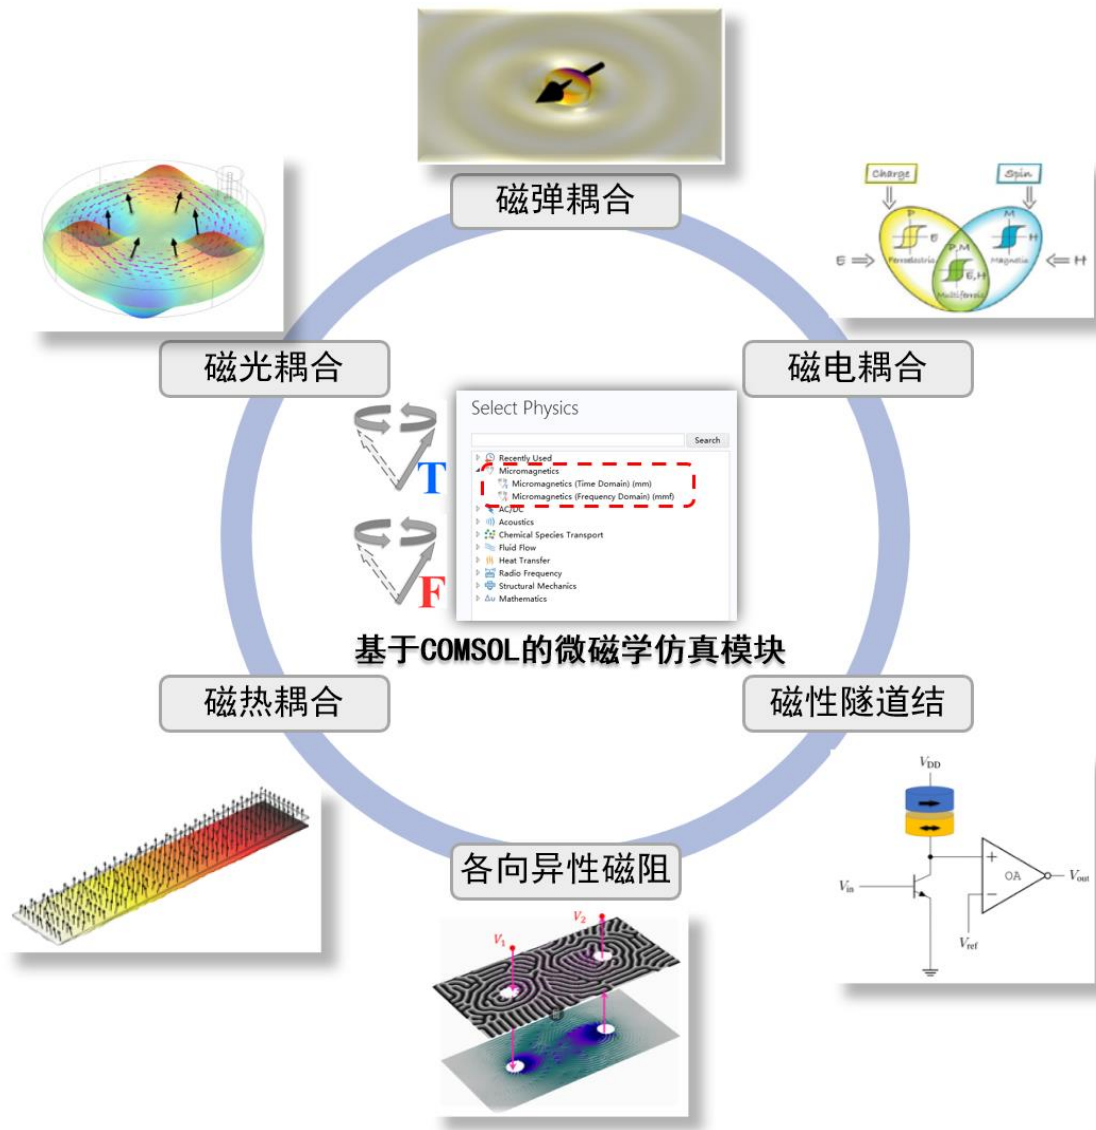 磁弹耦合
Charge
Spin
P
M
E
H
P,M
Ferroelectric
Magnetic
E
E,H
H
Multiferroic
磁光耦合
磁电耦合
Select Physics
Search
Recently Used
Micromagnetics
Micromagnetics (Time Domain) (mm)
Micromagnetics (Frequency Domain) (mmf)
AC/DC
Acoustics
Chemical Species Transport
Fluid Flow
Heat Transfer
Radio Frequency
Structural Mechanics
Δu Mathematics
T
F
基于COMSOL的微磁学仿真模块
磁热耦合
磁性隧道结
VDD
+
OA
Vin
Vout
−
Vref
各向异性磁阻
V1
V2